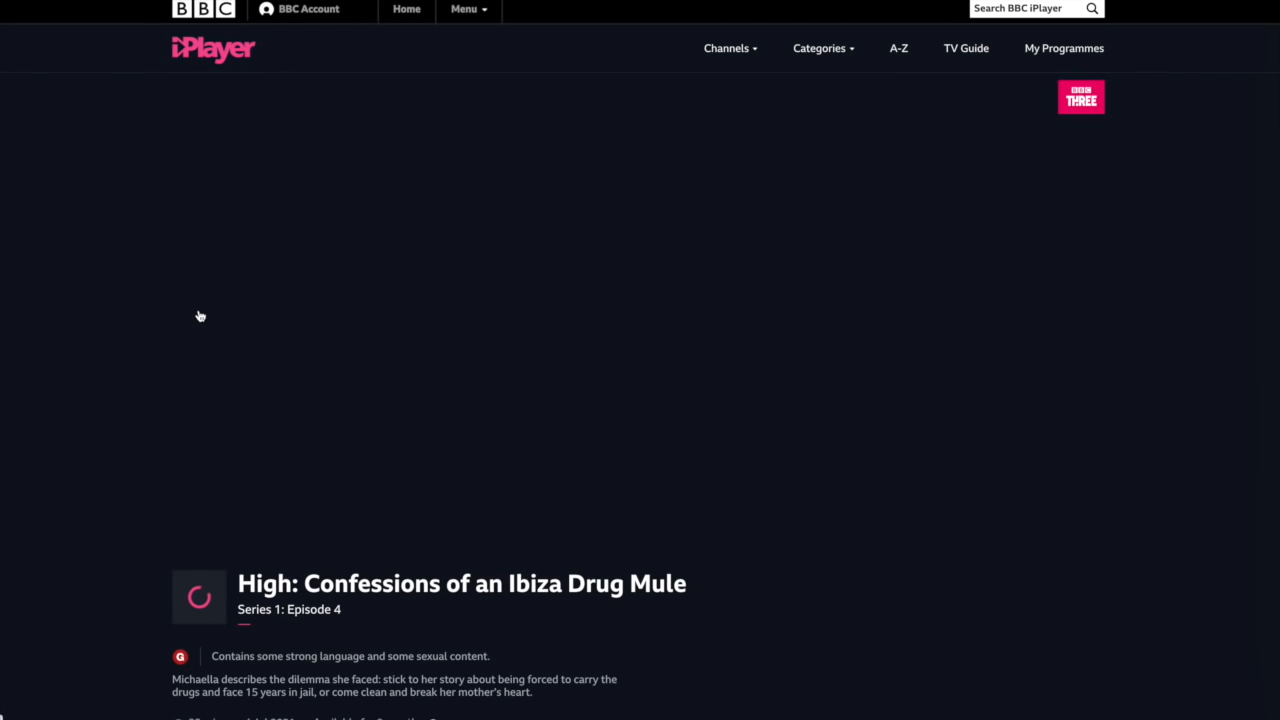 BBC BBC Account Home Menu Search BBC iPlayer
iPlayer Channels Categories A-Z TV Guide My Programmes
BBC
THREE
High: Confessions of an Ibiza Drug Mule
Series 1: Episode 4
G Contains some strong language and some sexual content.
Michaella describes the dilemma she faced: stick to her story about being forced to carry the
drugs and face 15 years in jail, or come clean and break her mother's heart.